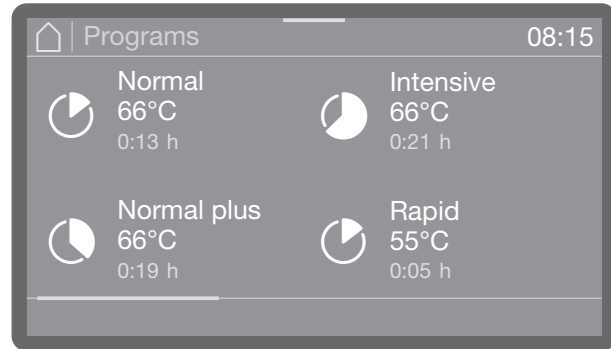 Programs 08:15
Normal
66°C
0:13 h
Intensive
66°C
0:21 h
Normal plus
66°C
0:19 h
Rapid
55°C
0:05 h